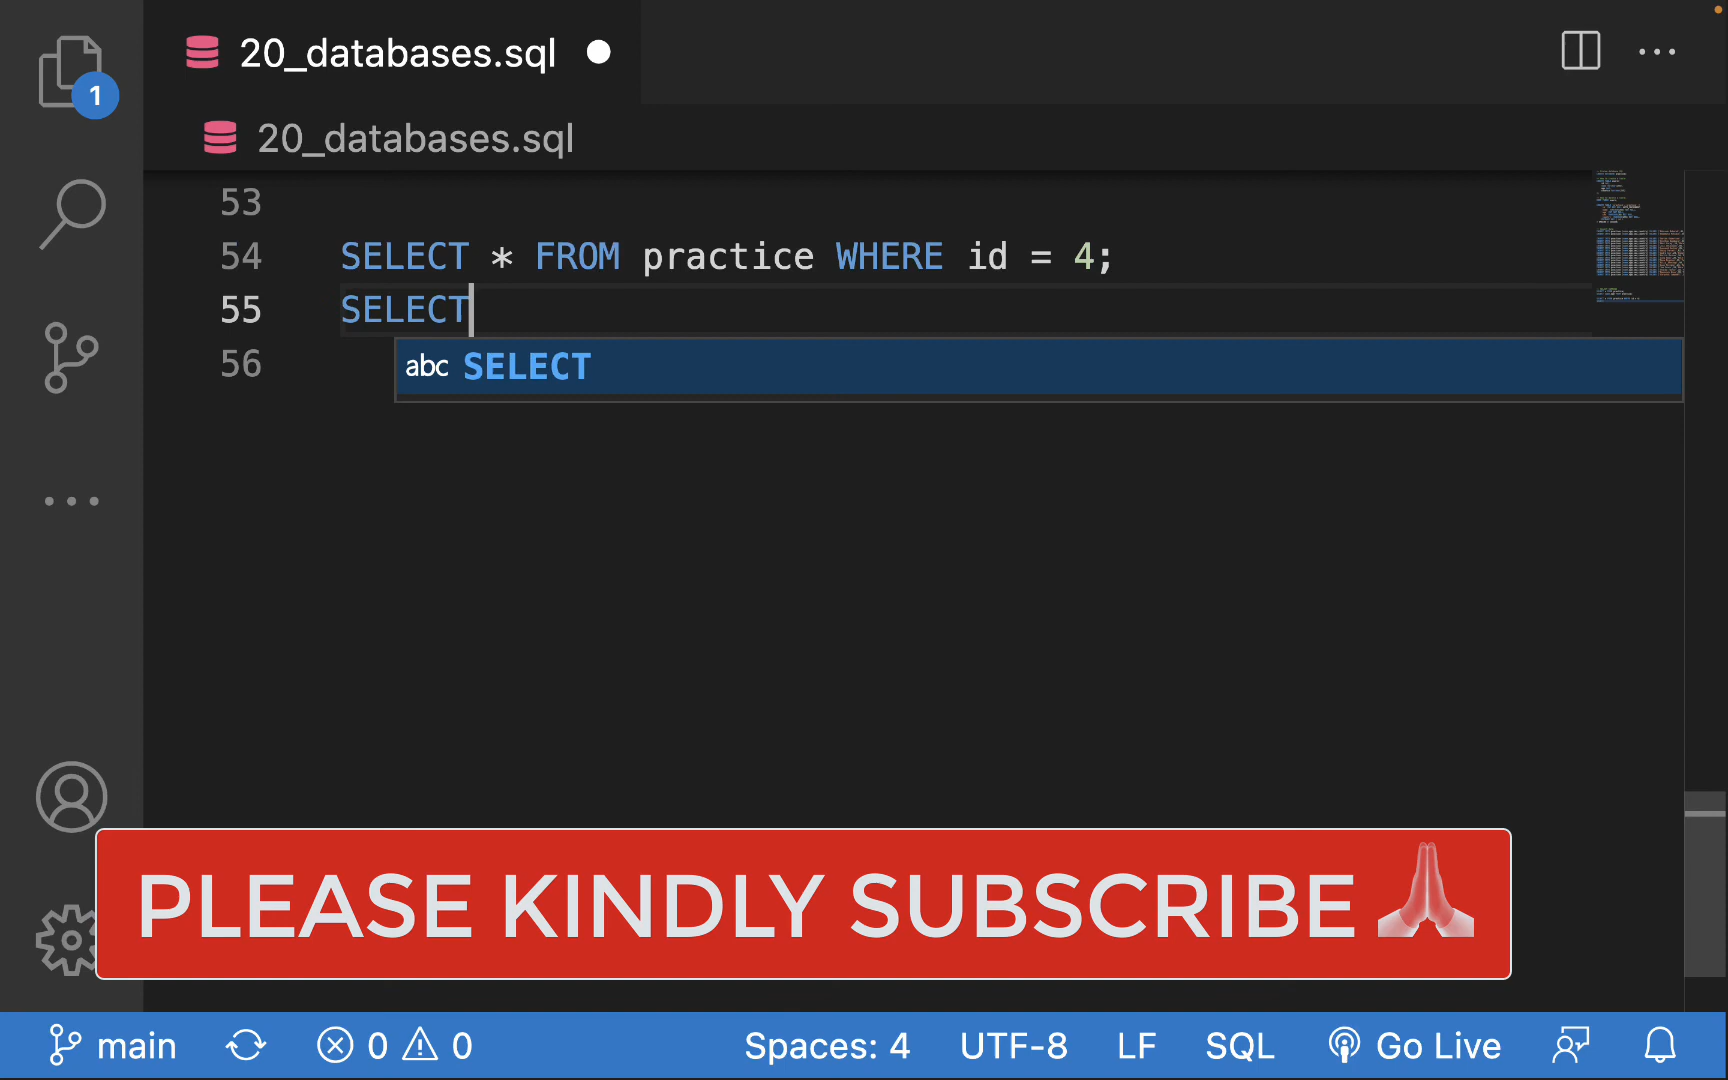 1
20_databases.sql
20_databases.sql
53
54 SELECT * FROM practice WHERE id = 4;
55 SELECT
abc SELECT
56
PLEASE KINDLY SUBSCRIBE
main 0 0 Spaces: 4 UTF-8 LF SQL Go Live